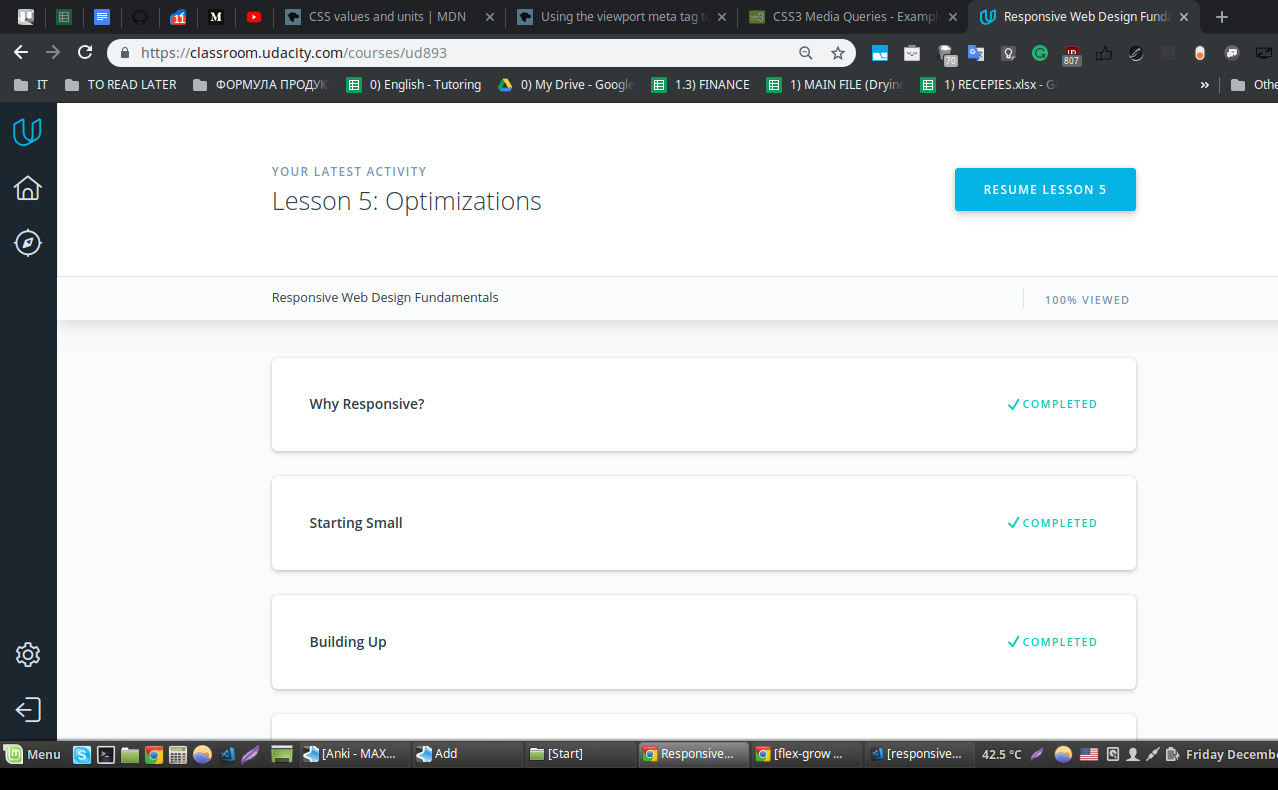 11
M
CSS values and units | MDN
Using the viewport meta tag t
CSS3 Media Queries - Exampl
Responsive Web Design Funda
https://classroom.udacity.com/courses/ud893
70
807
IT
TO READ LATER
ФОРМУЛА ПРОДУК
0) English - Tutoring
0) My Drive - Google
1.3) FINANCE
1) MAIN FILE (Drying
1) RECEPIES.xlsx - G
»
Othe
YOUR LATEST ACTIVITY
Lesson 5: Optimizations
RESUME LESSON 5
Responsive Web Design Fundamentals
100% VIEWED
Why Responsive?
COMPLETED
Starting Small
COMPLETED
Building Up
COMPLETED
Menu
[Anki - MAX...
Add
[Start]
Responsive...
[flex-grow ...
[responsive...
42.5 °C
Friday Decembe